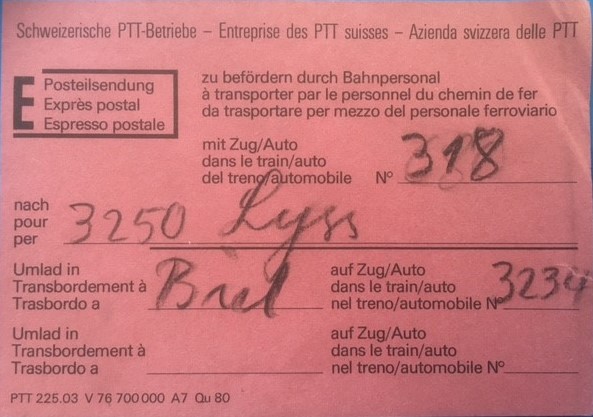 Schweizerische PTT-Betriebe – Entreprise des PTT suisses – Azienda svizzera delle PTT
E
Posteilsendung
Exprès postal
Espresso postale
zu befördern durch Bahnpersonal
à transporter par le personnel du chemin de fer
da trasportare per mezzo del personale ferroviario
mit Zug/Auto
dans le train/auto
del treno/automobile Nº 318
nach
pour
per
3250 Lyss
Umlad in
Transbordement à
Trasbordo a
Biel
auf Zug/Auto
dans le train/auto
nel treno/automobile Nº 3234
Umlad in
Transbordement à
Trasbordo a
auf Zug/Auto
dans le train/auto
nel treno/automobile Nº
PTT 225.03 V 76 700 000 A7 Qu 80